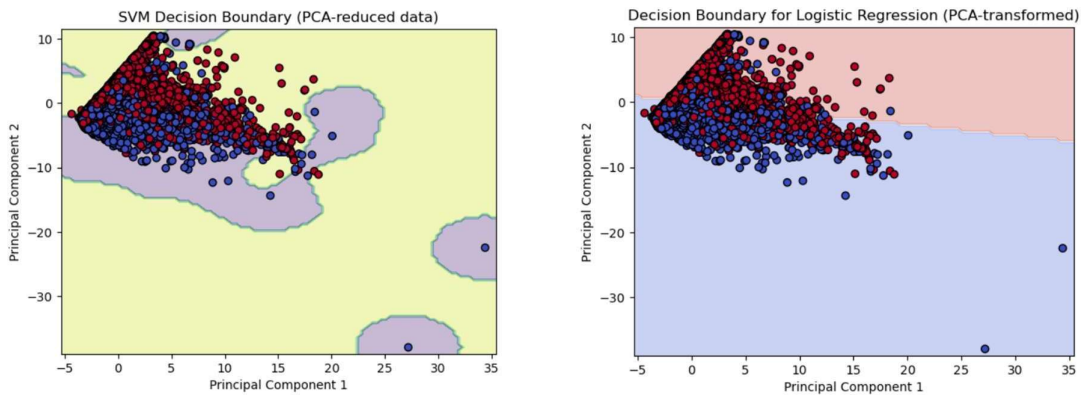 SVM Decision Boundary (PCA-reduced data)
10
0
−10
−20
−30
Principal Component 2
−5 0 5 10 15 20 25 30 35
Principal Component 1
Decision Boundary for Logistic Regression (PCA-transformed)
10
0
−10
−20
−30
Principal Component 2
−5 0 5 10 15 20 25 30 35
Principal Component 1